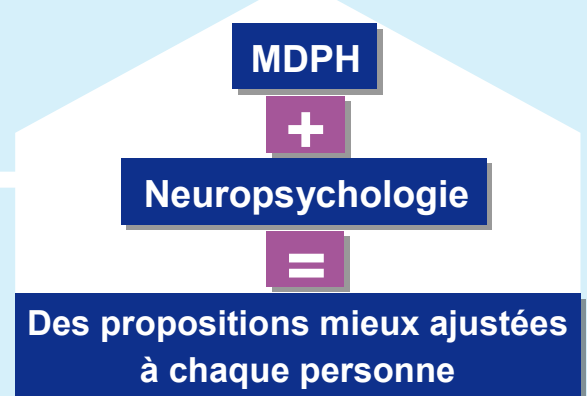 MDPH
+
Neuropsychologie
=
Des propositions mieux ajustées
à chaque personne